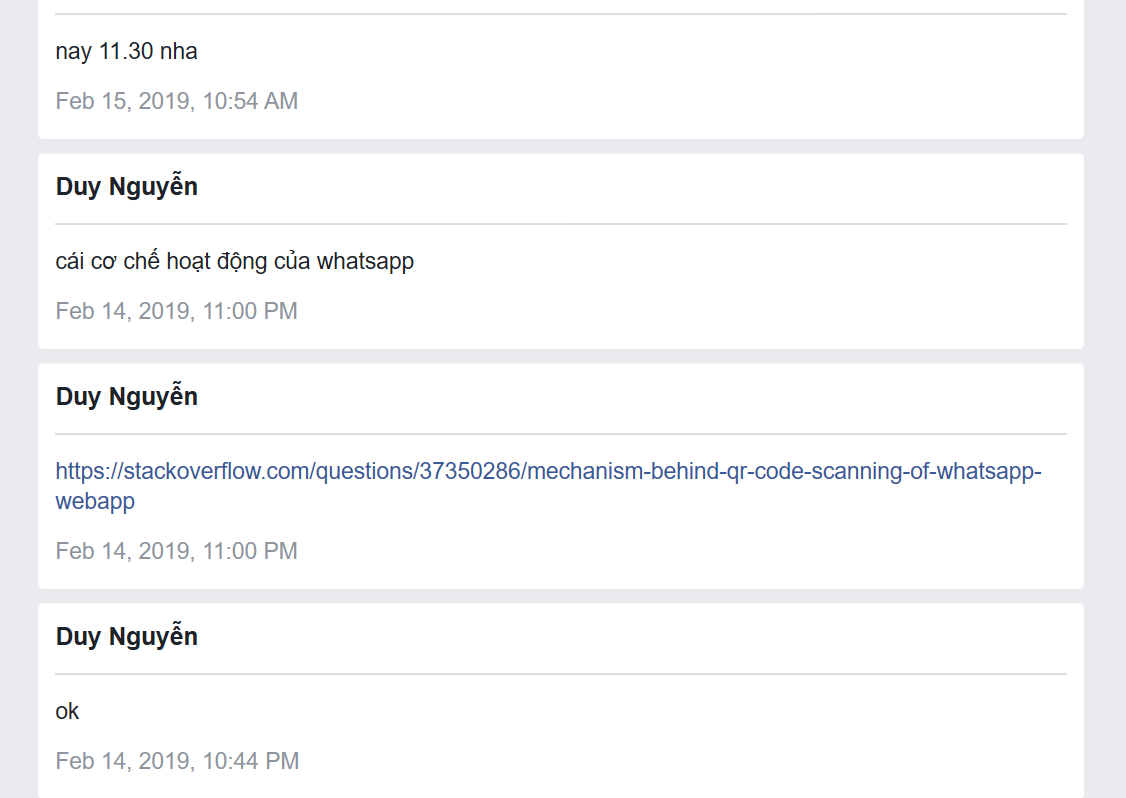 nay 11.30 nha
Feb 15, 2019, 10:54 AM
Duy Nguyễn
cái cơ chế hoạt động của whatsapp
Feb 14, 2019, 11:00 PM
Duy Nguyễn
https://stackoverflow.com/questions/37350286/mechanism-behind-qr-code-scanning-of-whatsapp-
webapp
Feb 14, 2019, 11:00 PM
Duy Nguyễn
ok
Feb 14, 2019, 10:44 PM